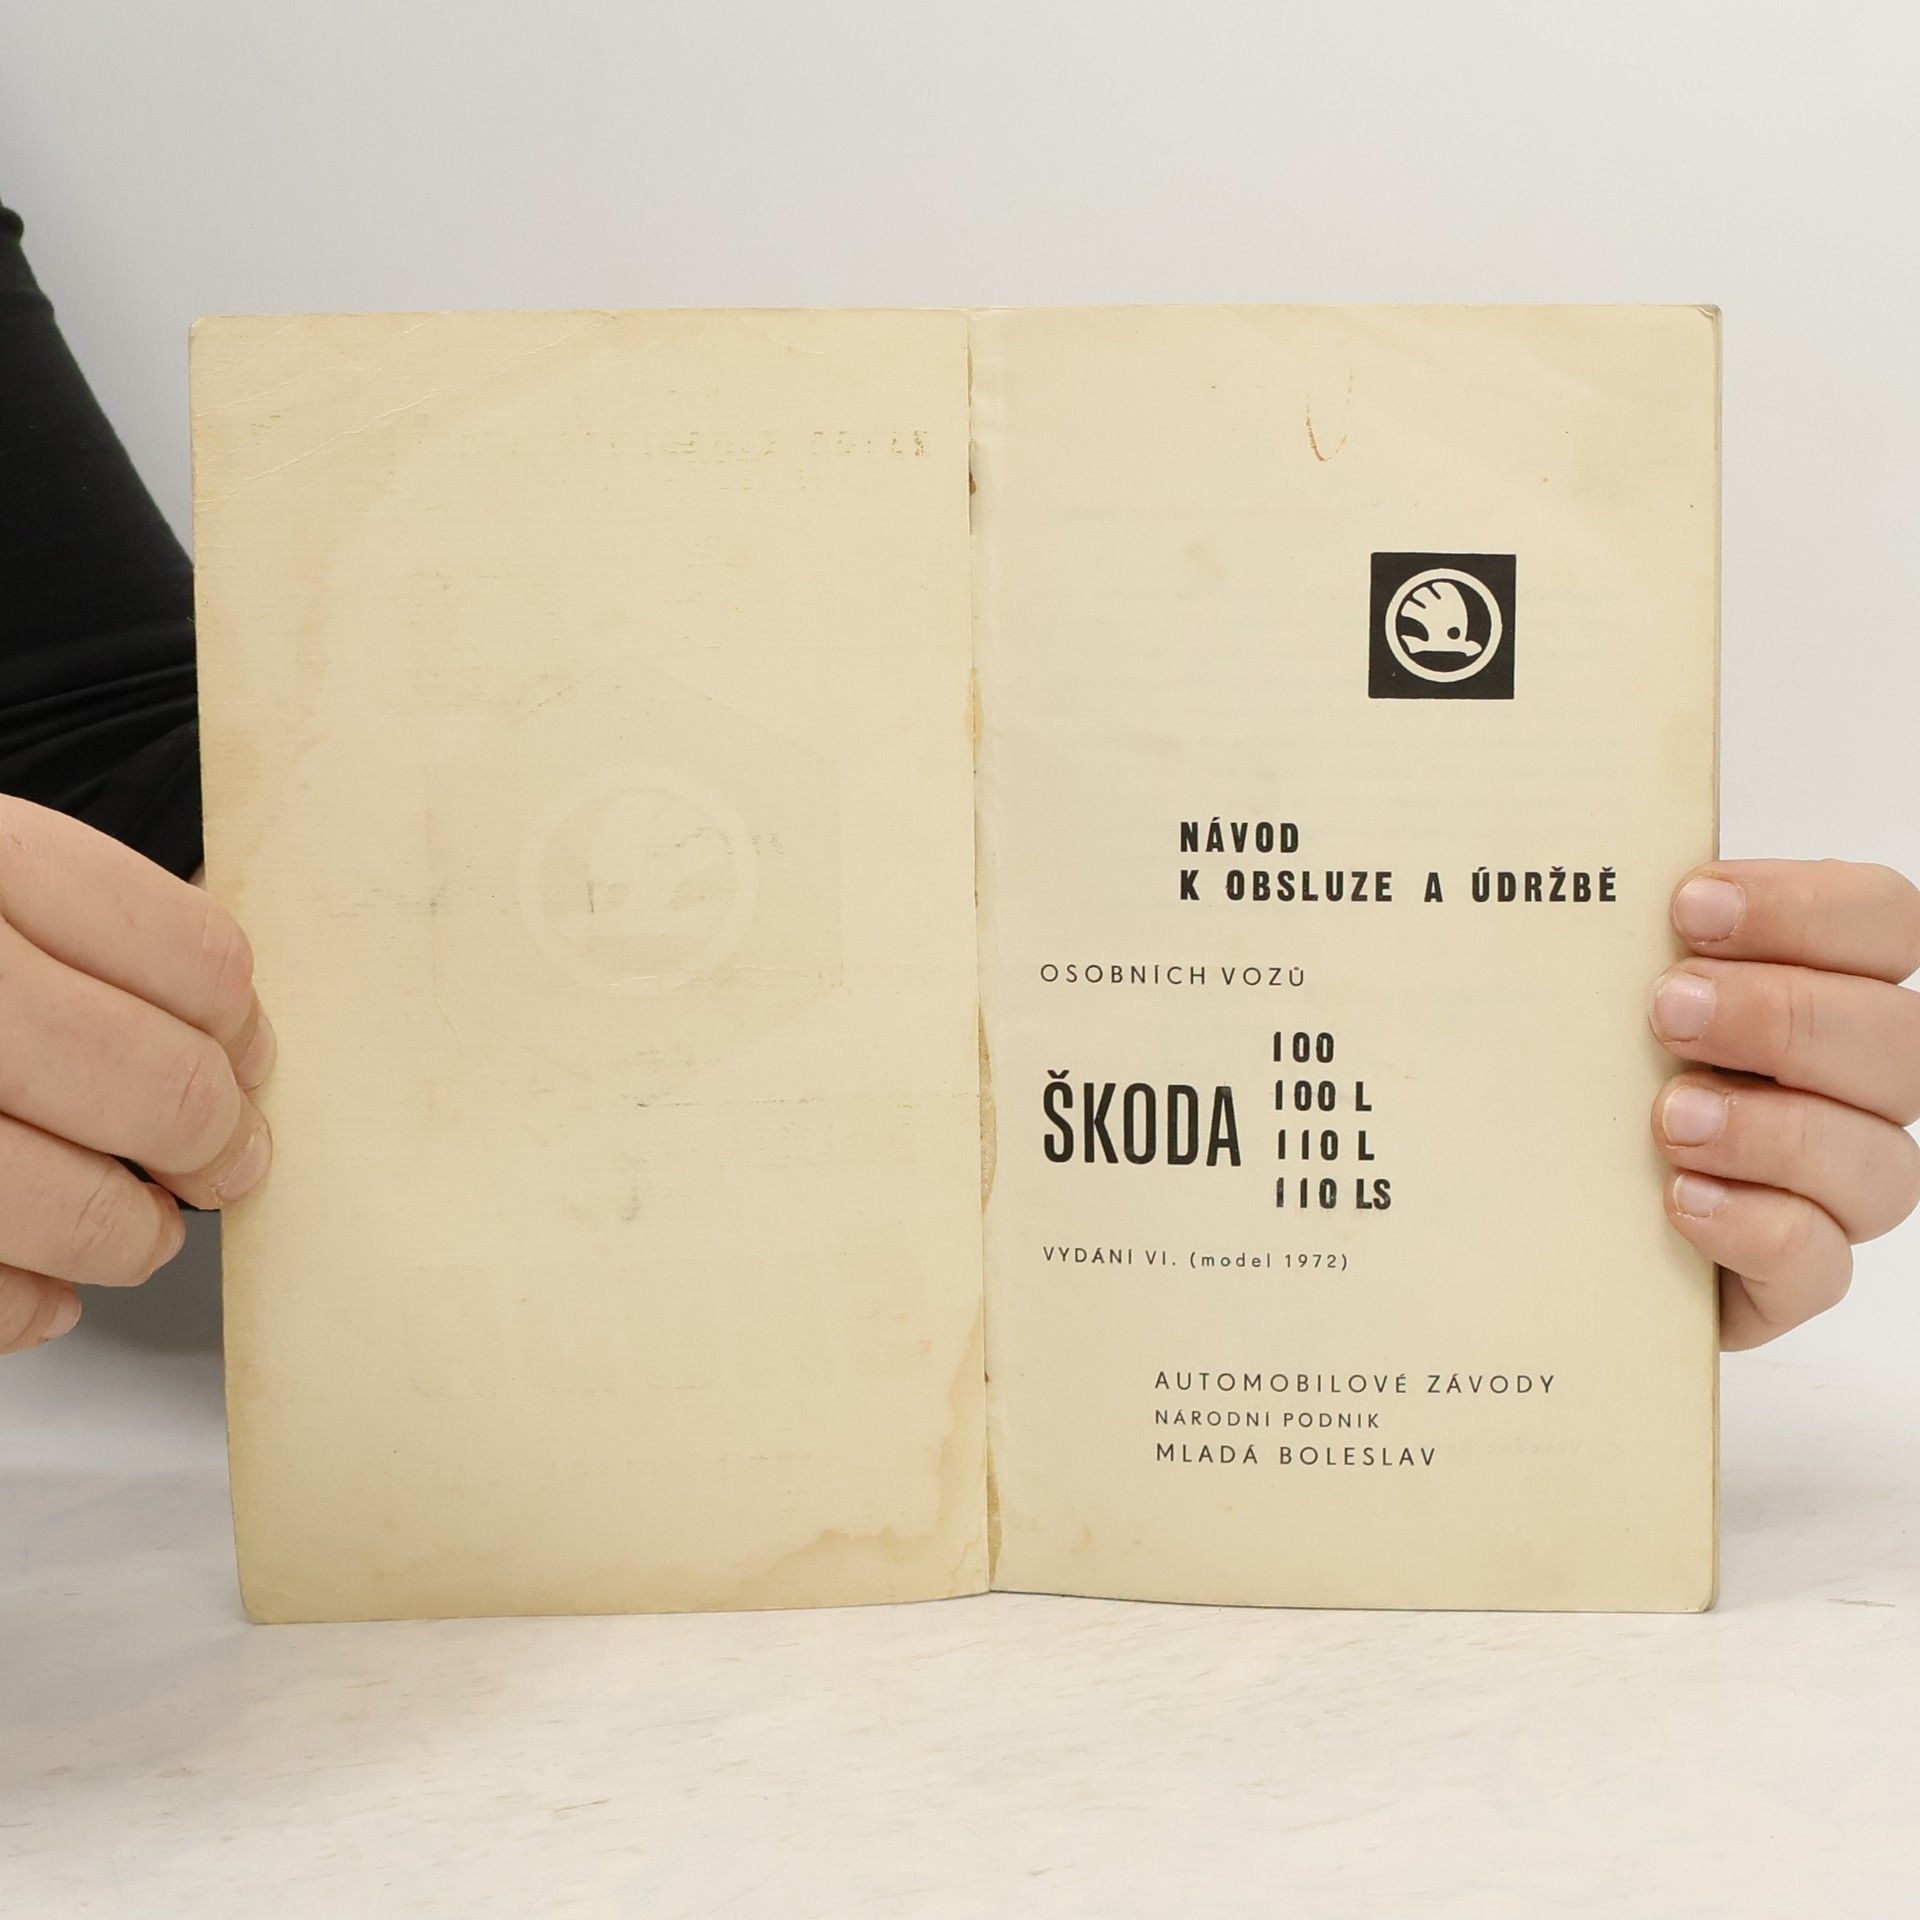 NÁVOD
K OBSLUZE A ÚDRŽBĚ
OSOBNÍCH VOZŮ
ŠKODA
100
100 L
110 L
110 LS
VYDÁNÍ VI. (model 1972)
AUTOMOBILOVÉ ZÁVODY
NÁRODNÍ PODNIK
MLADÁ BOLESLAV